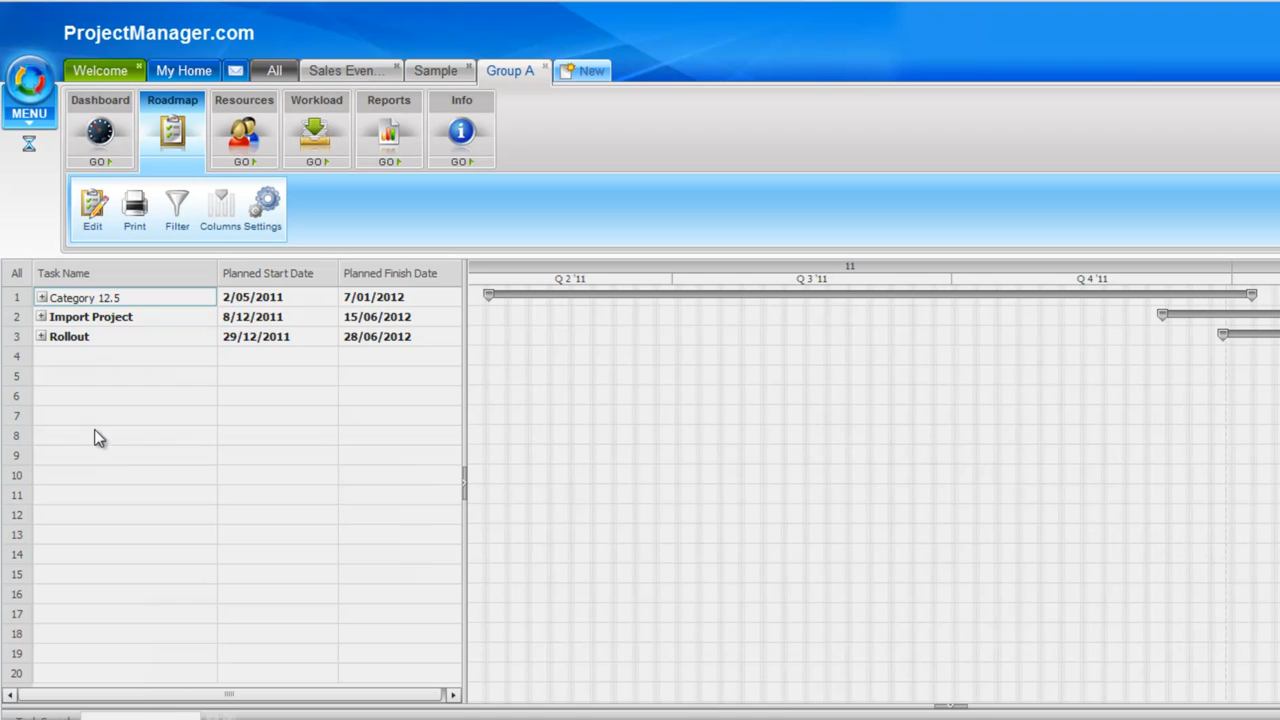 ProjectManager.com
MENU
Welcome My Home All Sales Even... Sample Group A New
Dashboard Roadmap Resources Workload Reports Info
GO GO GO GO GO
Edit Print Filter Columns Settings
All Task Name Planned Start Date Planned Finish Date
11
Q 2 '11 Q 3 '11 Q 4 '11
1 Category 12.5 2/05/2011 7/01/2012
2 Import Project 8/12/2011 15/06/2012
3 Rollout 29/12/2011 28/06/2012
4
5
6
7
8
9
10
11
12
13
14
15
16
17
18
19
20